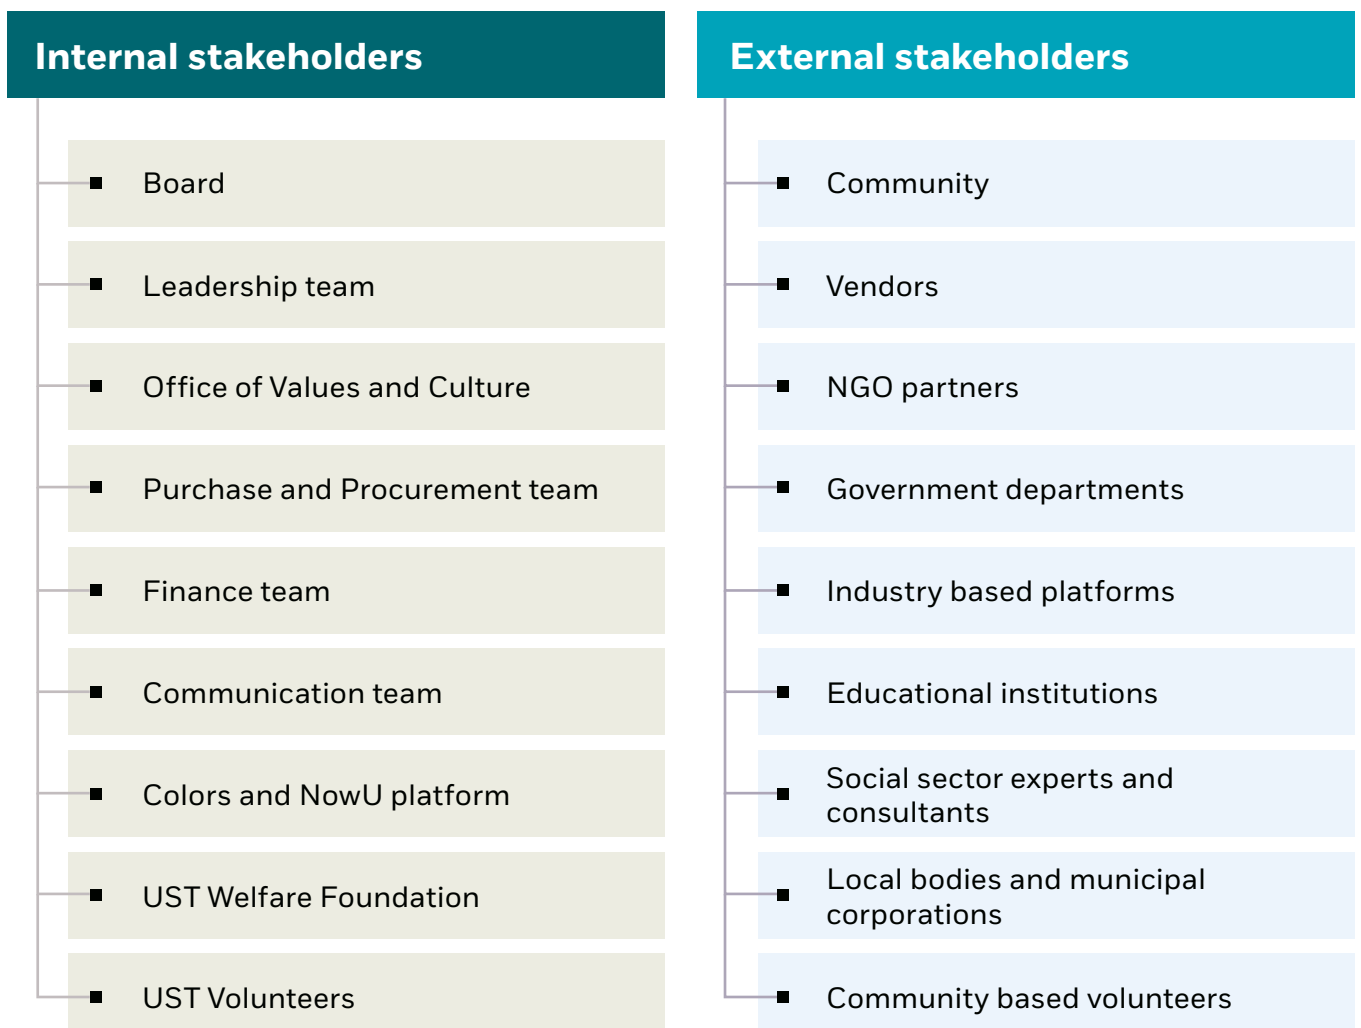 Internal stakeholders
Board
Leadership team
Office of Values and Culture
Purchase and Procurement team
Finance team
Communication team
Colors and NowU platform
UST Welfare Foundation
UST Volunteers
External stakeholders
Community
Vendors
NGO partners
Government departments
Industry based platforms
Educational institutions
Social sector experts and
consultants
Local bodies and municipal
corporations
Community based volunteers